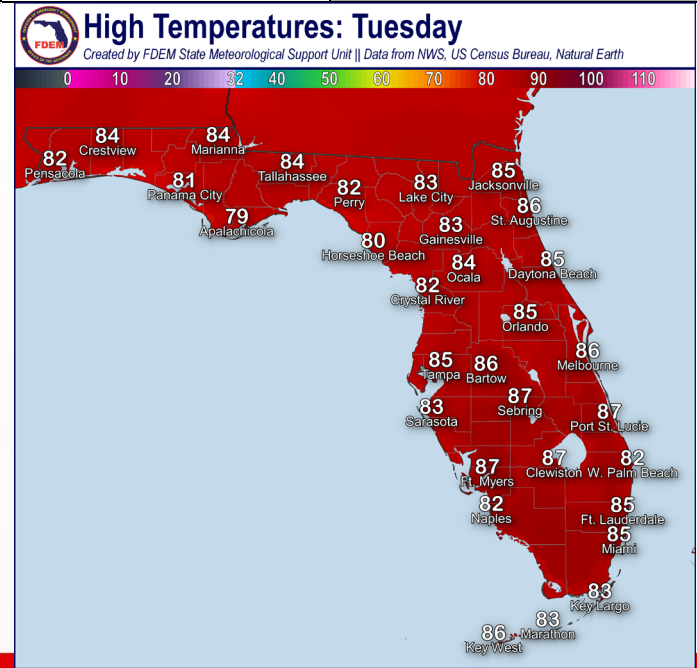 High Temperatures: Tuesday
Created by FDEM State Meteorological Support Unit || Data from NWS, US Census Bureau, Natural Earth
FDEM
0 10 20 32 40 50 60 70 80 90 100 110
84
Crestview
84
Marianna
82
Pensacola
84
Tallahassee
85
Jacksonville
81
Panama City
82
Perry
83
Lake City
86
St. Augustine
79
Apalachicola
83
Gainesville
80
Horseshoe Beach
84
Ocala
85
Daytona Beach
82
Crystal River
85
Orlando
86
Melbourne
85
Tampa
86
Bartow
87
Sebring
83
Sarasota
87
Port St. Lucie
87
Ft. Myers
87
Clewiston
82
W. Palm Beach
82
Naples
85
Ft. Lauderdale
85
Miami
83
Key Largo
83
Marathon
86
Key West